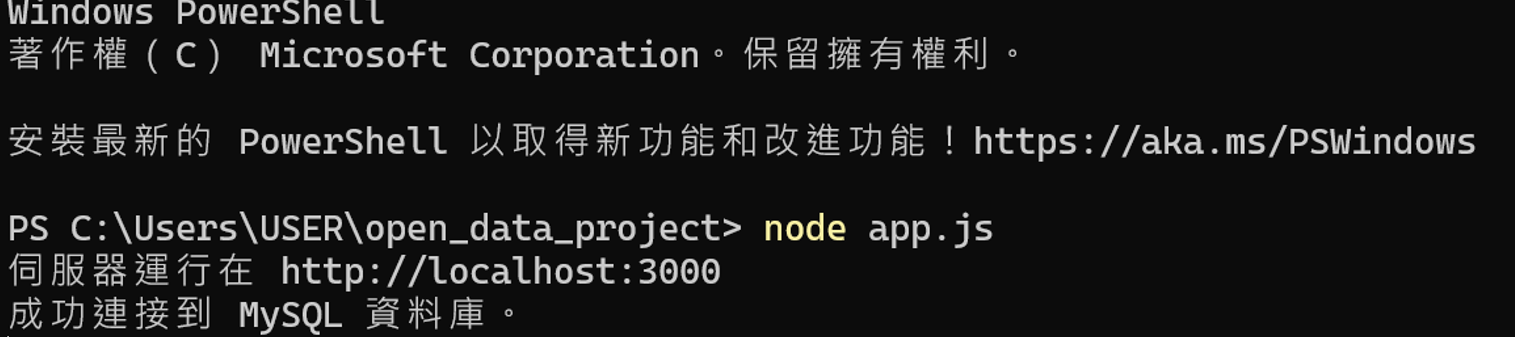 Windows PowerShell
著作權（C） Microsoft Corporation。保留擁有權利。
安裝最新的 PowerShell 以取得新功能和改進功能！https://aka.ms/PSWindows
PS C:\Users\USER\open_data_project> node app.js
伺服器運行在 http://localhost:3000
成功連接到 MySQL 資料庫。